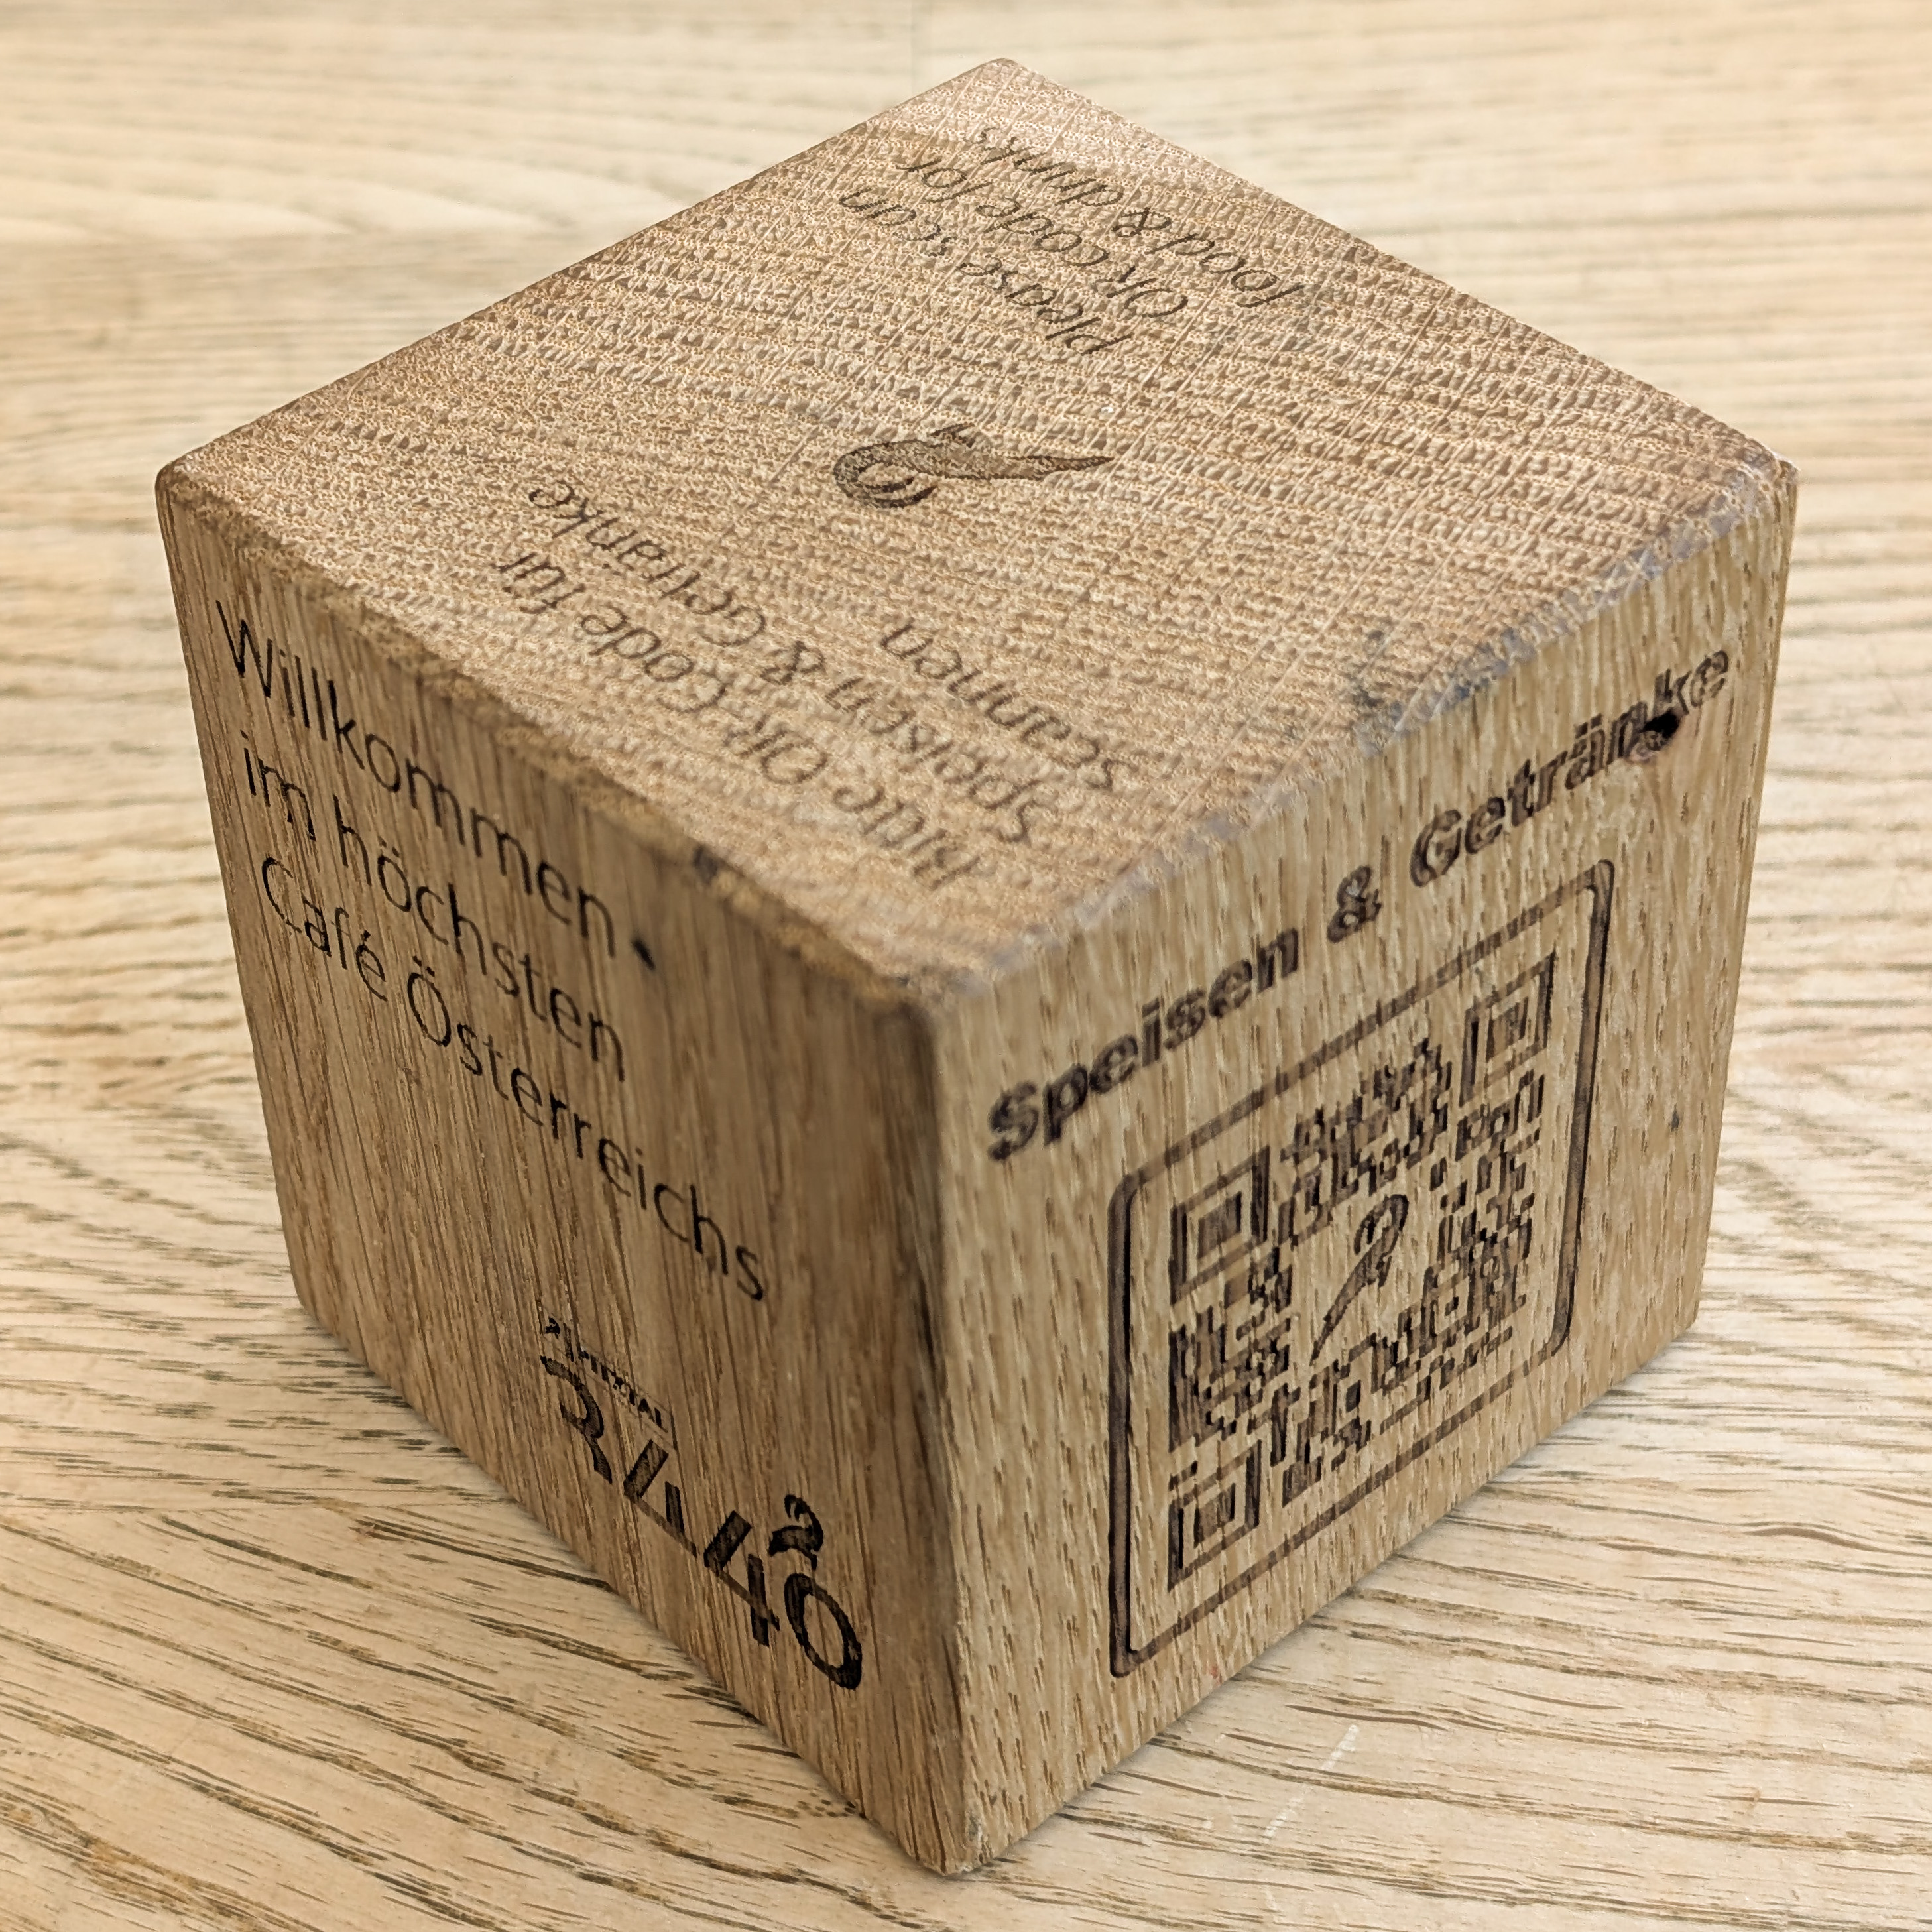 Please scan
QR code for
food & drinks
bitte QR-Code für
Speisen & Getränke
scannen
Willkommen
im höchsten
Café Österreichs
PITZTAL
3440
Speisen & Getränke